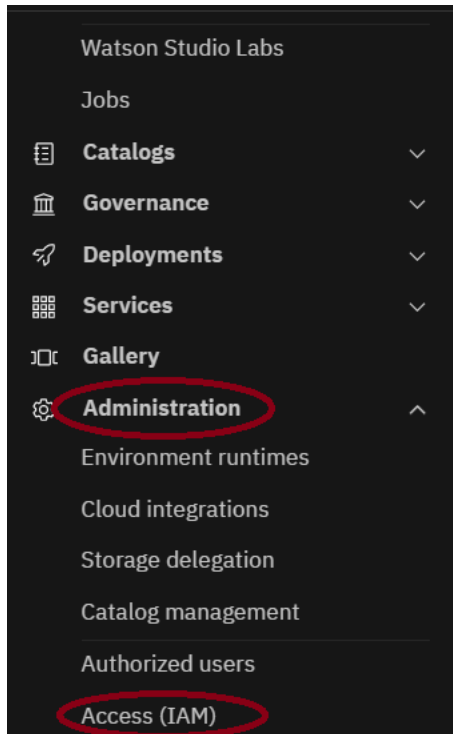 Watson Studio Labs
Jobs
Catalogs
Governance
Deployments
Services
Gallery
Administration
Environment runtimes
Cloud integrations
Storage delegation
Catalog management
Authorized users
Access (IAM)